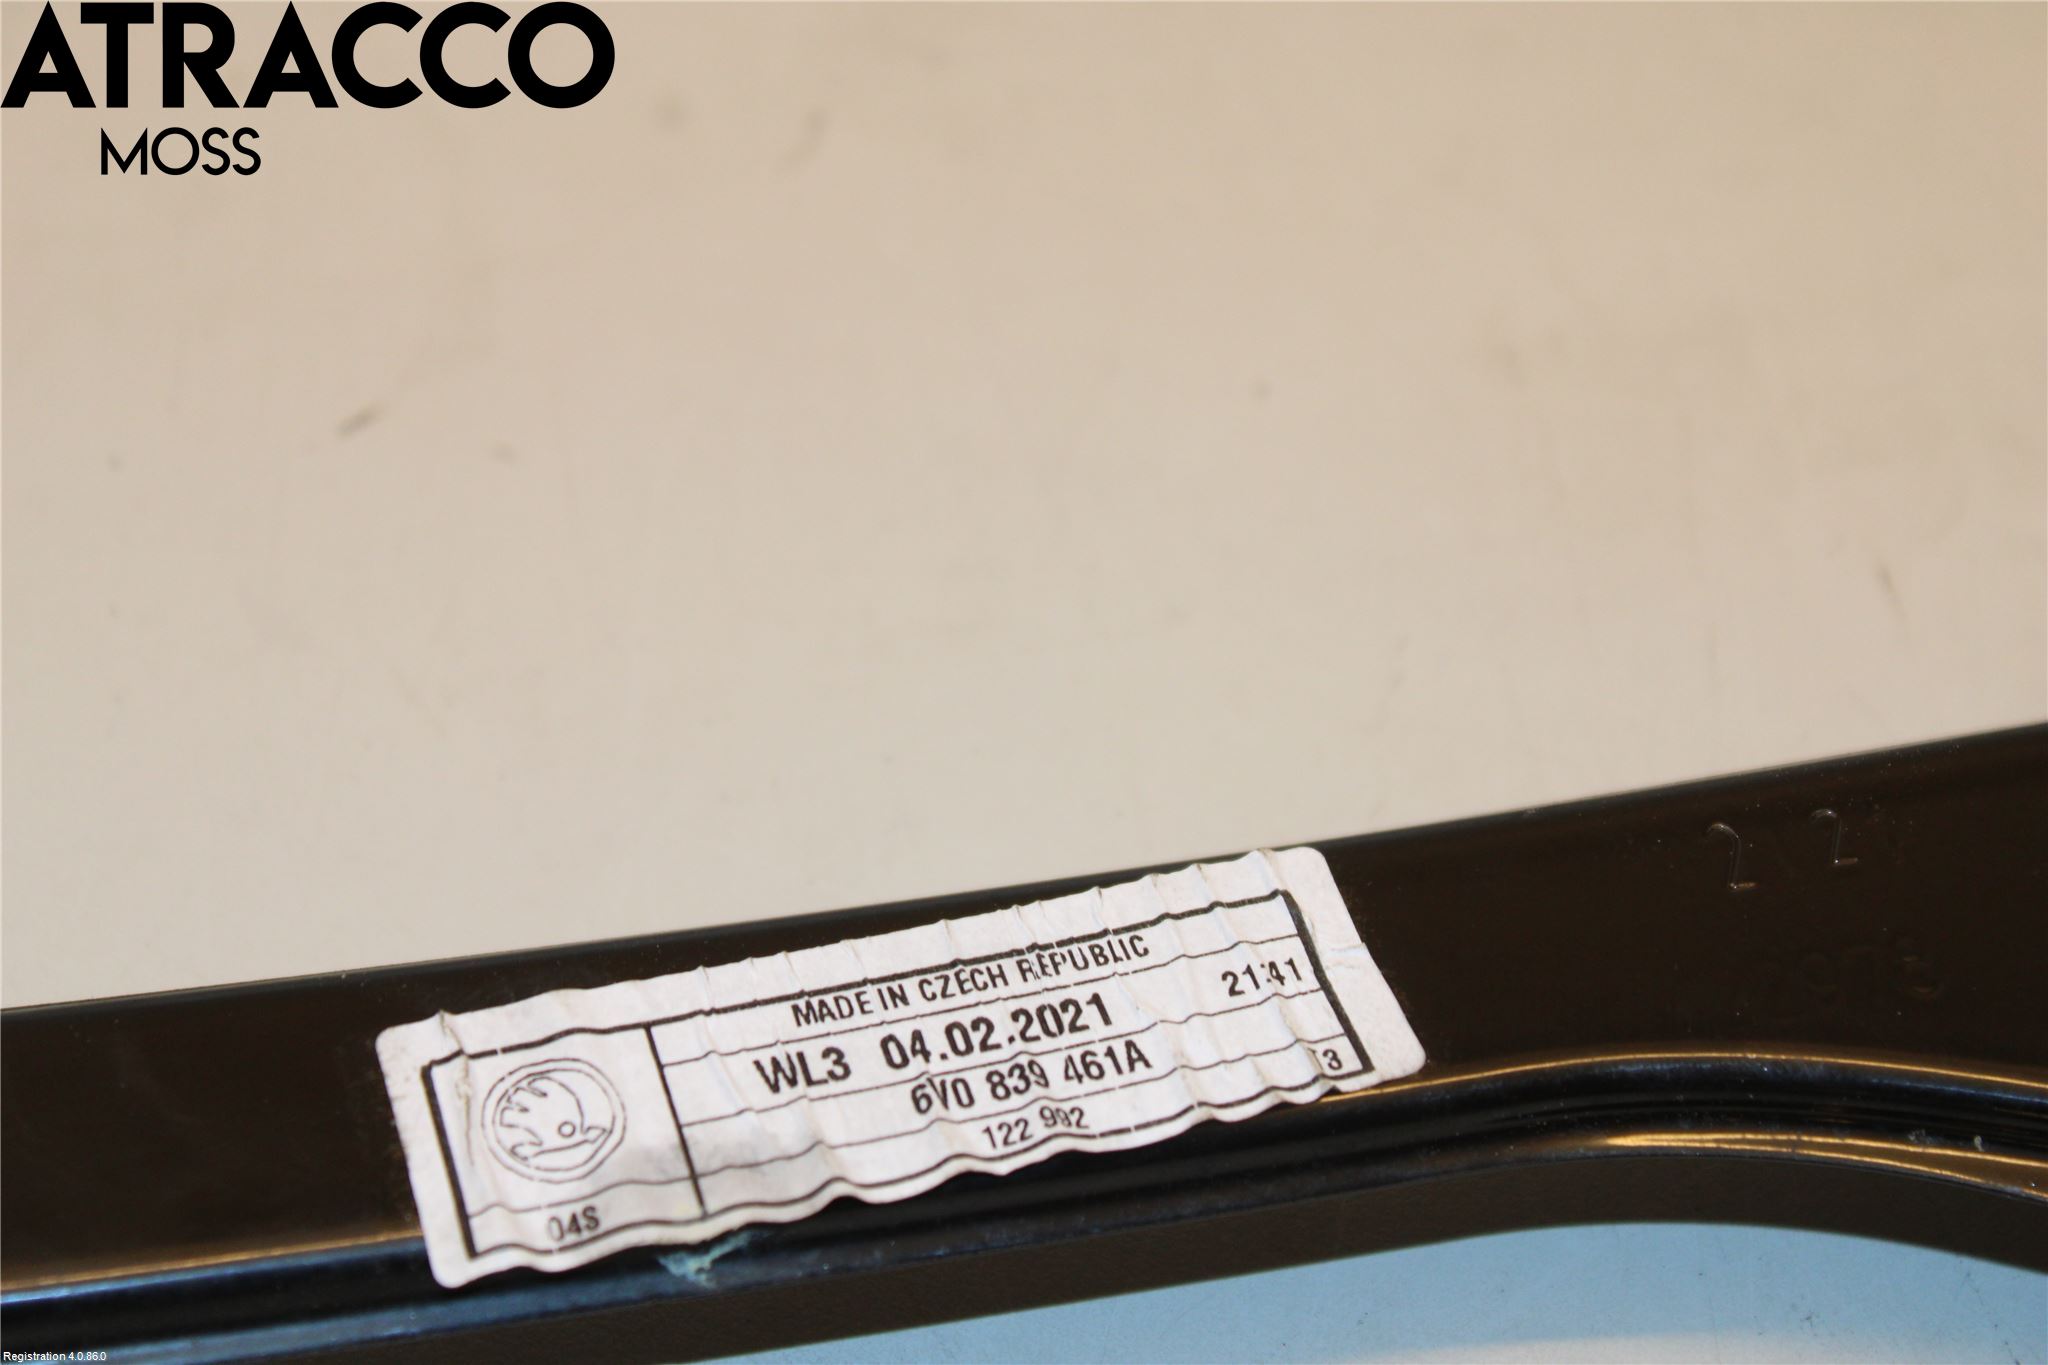 ATRACCO
MOSS
MADE IN CZECH REPUBLIC
WL3 04.02.2021 21:41
6V0 839 461A
122 992
04S
Registration 4.0.86.0